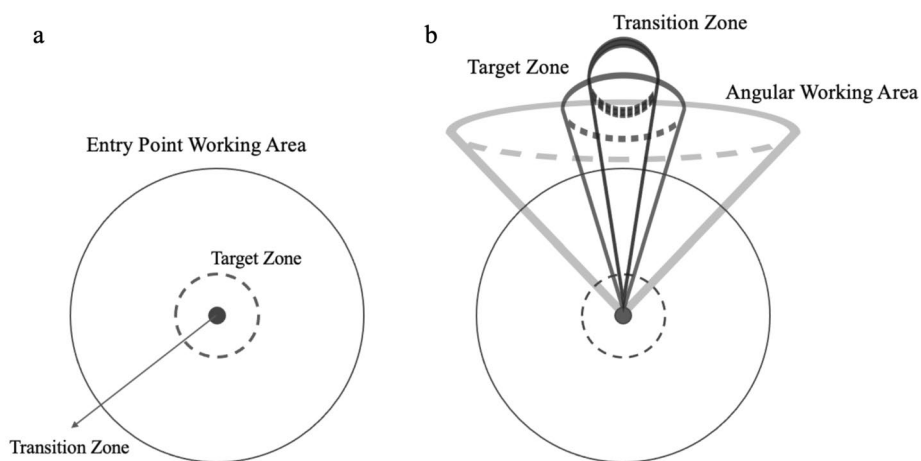 a
Entry Point Working Area
Target Zone
Transition Zone
b
Transition Zone
Target Zone
Angular Working Area